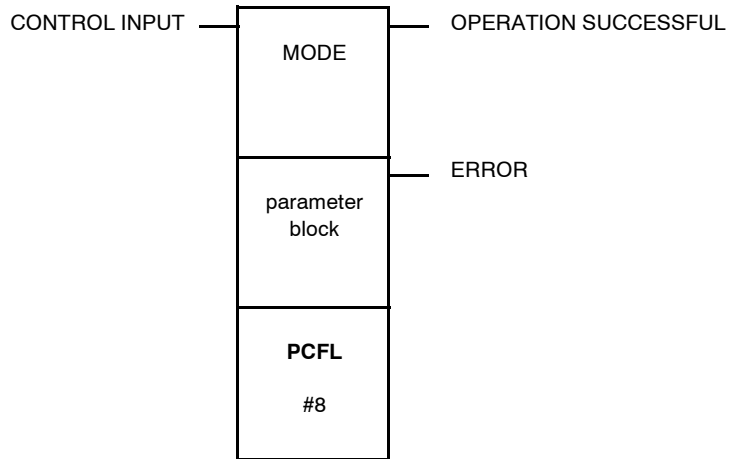 CONTROL INPUT
OPERATION SUCCESSFUL
MODE
ERROR
parameter
block
PCFL
#8